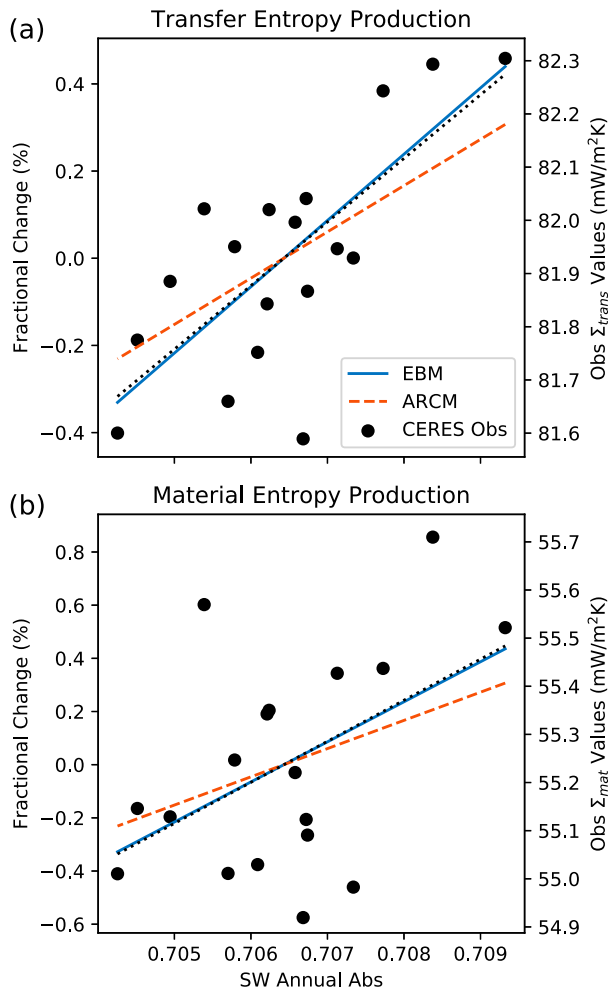 (a)
Transfer Entropy Production
Fractional Change (%)
0.4
0.2
0.0
−0.2
−0.4
82.3
82.2
82.1
82.0
81.9
81.8
81.7
81.6
Obs Σtrans Values (mW/m²K)
EBM
ARCM
CERES Obs
(b)
Material Entropy Production
Fractional Change (%)
0.8
0.6
0.4
0.2
0.0
−0.2
−0.4
−0.6
55.7
55.6
55.5
55.4
55.3
55.2
55.1
55.0
54.9
Obs Σmat Values (mW/m²K)
0.705 0.706 0.707 0.708 0.709
SW Annual Abs